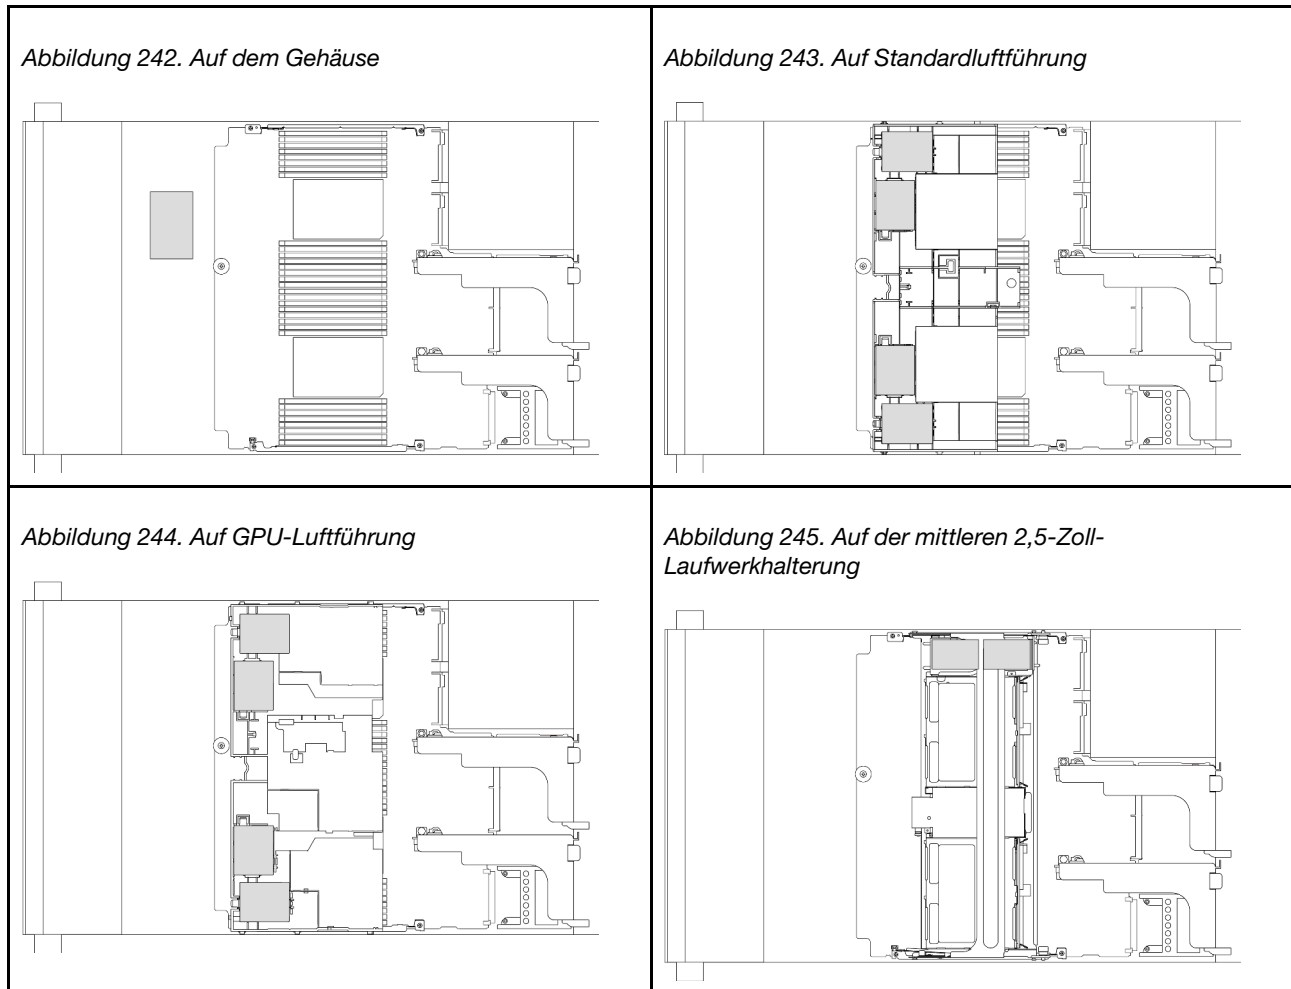 Abbildung 242. Auf dem Gehäuse
Abbildung 243. Auf Standardluftführung
Abbildung 244. Auf GPU-Luftführung
Abbildung 245. Auf der mittleren 2,5-Zoll-
Laufwerkhalterung